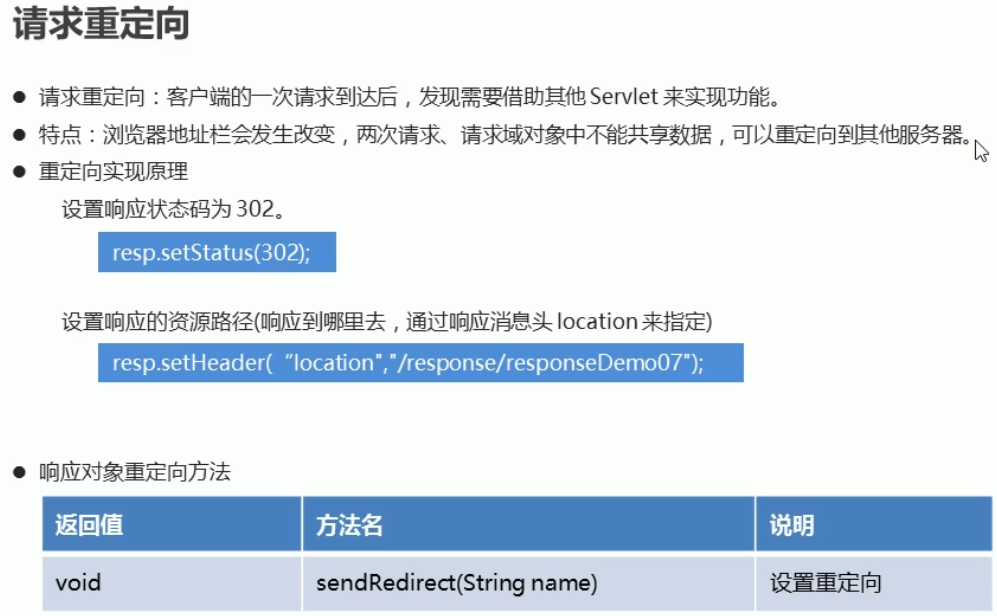 请求重定向
● 请求重定向：客户端的一次请求到达后，发现需要借助其他 Servlet 来实现功能。
● 特点：浏览器地址栏会发生改变，两次请求、请求域对象中不能共享数据，可以重定向到其他服务器。
● 重定向实现原理
设置响应状态码为 302。
resp.setStatus(302);
设置响应的资源路径(响应到哪里去，通过响应消息头 location 来指定)
resp.setHeader( “location","/response/responseDemo07");
● 响应对象重定向方法
返回值 方法名 说明
void sendRedirect(String name) 设置重定向